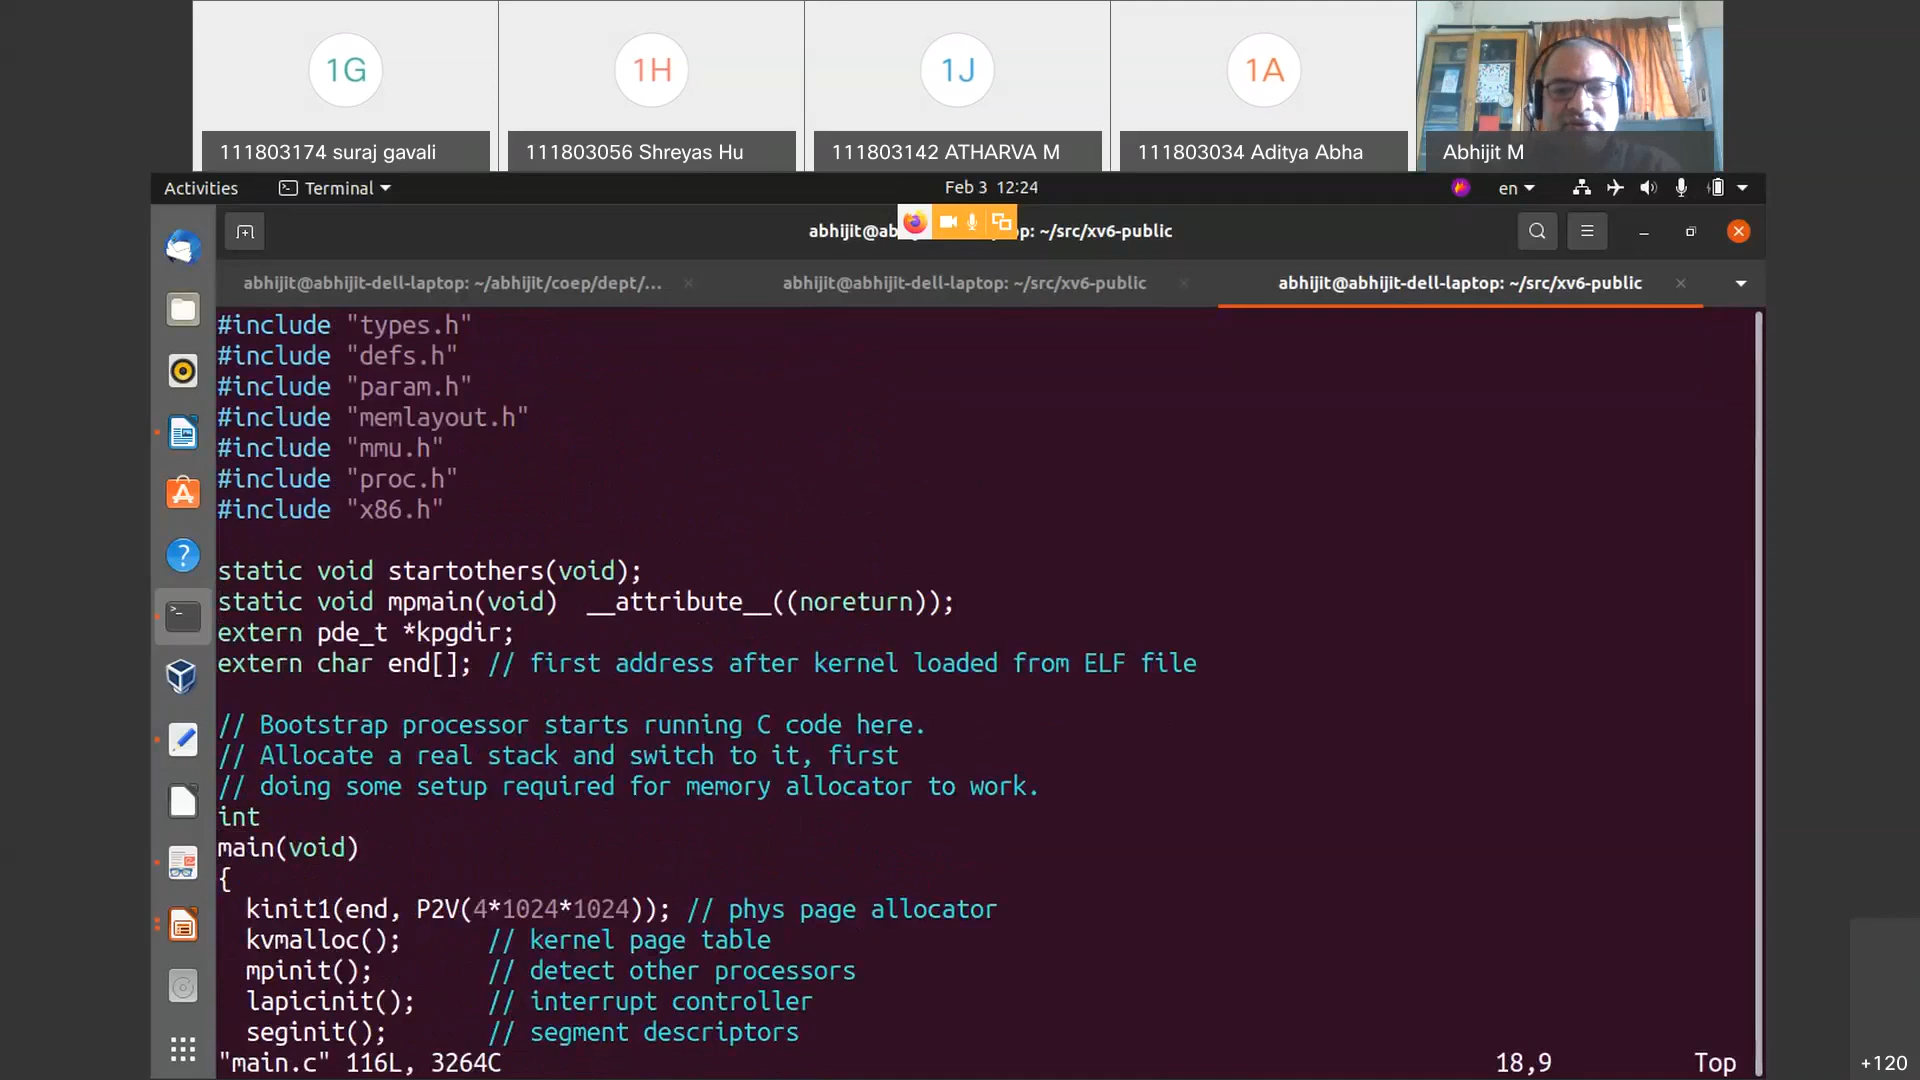 1G
1H
1J
1A
111803174 suraj gavali
111803056 Shreyas Hu
111803142 ATHARVA M
111803034 Aditya Abha
Abhijit M
Activities
Terminal
Feb 3 12:24
en
abhijit@ab
op: ~/src/xv6-public
abhijit@abhijit-dell-laptop: ~/abhijit/coep/dept/...
abhijit@abhijit-dell-laptop: ~/src/xv6-public
abhijit@abhijit-dell-laptop: ~/src/xv6-public
#include "types.h"
#include "defs.h"
#include "param.h"
#include "memlayout.h"
#include "mmu.h"
#include "proc.h"
#include "x86.h"
static void startothers(void);
static void mpmain(void)  __attribute__((noreturn));
extern pde_t *kpgdir;
extern char end[]; // first address after kernel loaded from ELF file
// Bootstrap processor starts running C code here.
// Allocate a real stack and switch to it, first
// doing some setup required for memory allocator to work.
int
main(void)
{
  kinit1(end, P2V(4*1024*1024)); // phys page allocator
  kvmalloc();      // kernel page table
  mpinit();        // detect other processors
  lapicinit();     // interrupt controller
  seginit();       // segment descriptors
"main.c" 116L, 3264C
18,9
Top
+120